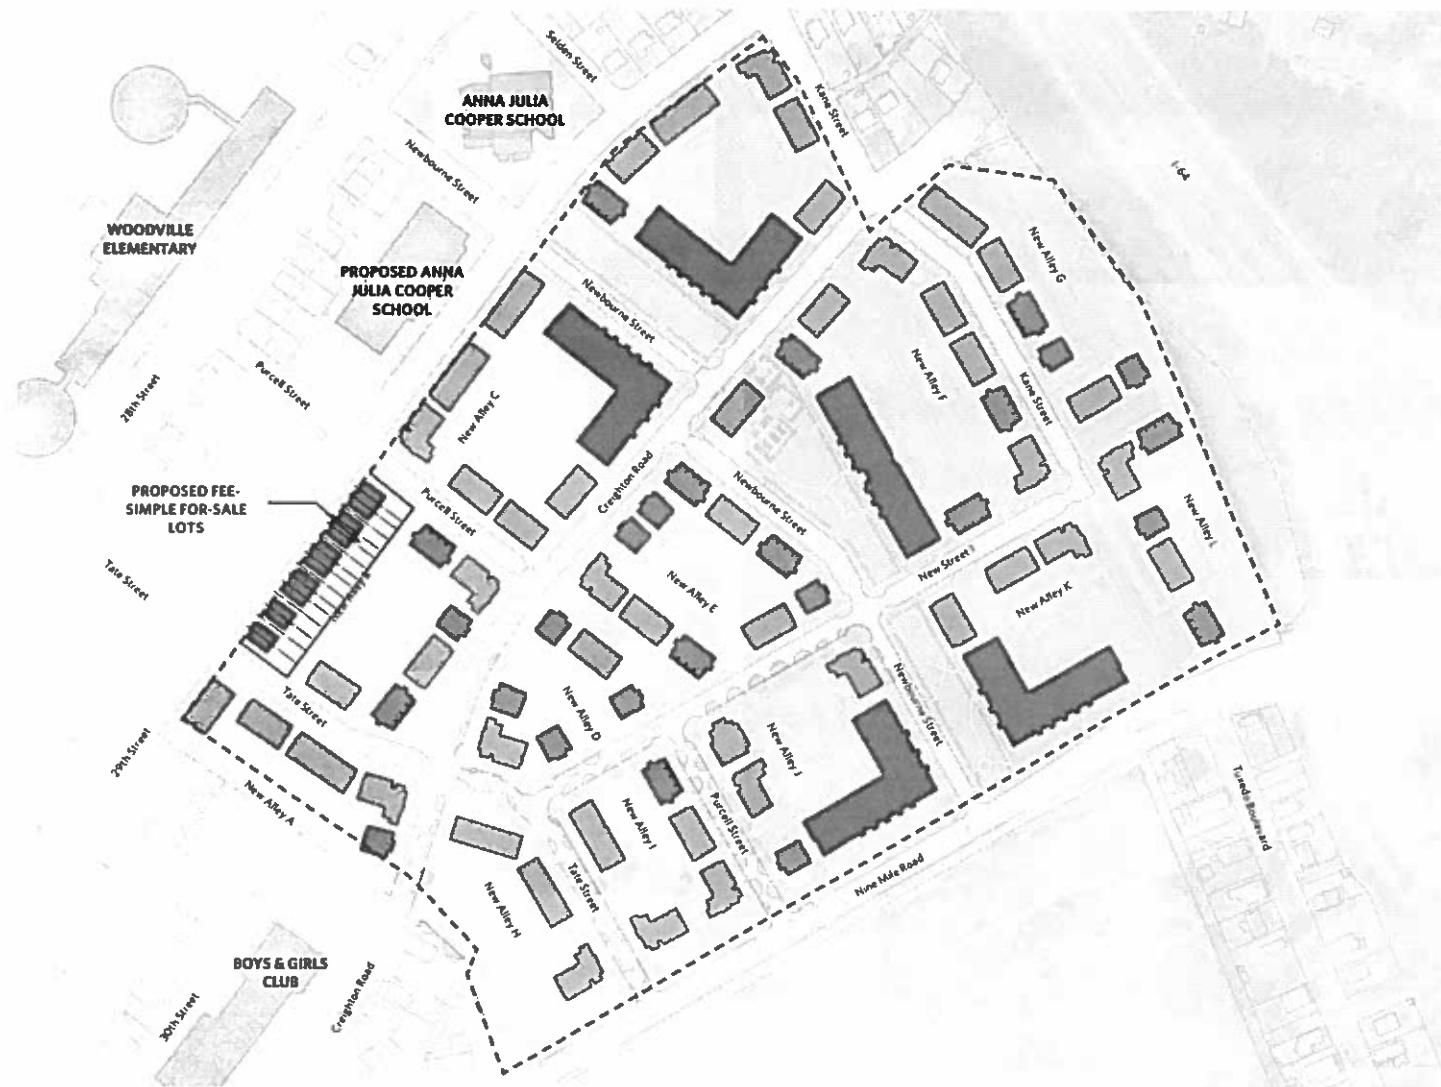 Selden Street
ANNA JULIA
COOPER SCHOOL
Kane Street
Newbourne Street
I-64
WOODVILLE
ELEMENTARY
New Alley G
PROPOSED ANNA
JULIA COOPER
SCHOOL
Newbourne Street
28th Street
Purcell Street
New Alley C
New Alley F
Kane Street
PROPOSED FEE-
SIMPLE FOR-SALE
LOTS
Purcell Street
Creighton Road
Newbourne Street
New Alley L
Tate Street
New Street 1
New Alley E
New Alley K
Tate Street
New Alley D
Newbourne Street
29th Street
New Alley A
New Alley J
New Alley I
Purcell Street
Tuxedo Boulevard
Tate Street
Nine Mile Road
New Alley H
BOYS & GIRLS
CLUB
30th Street
Creighton Road